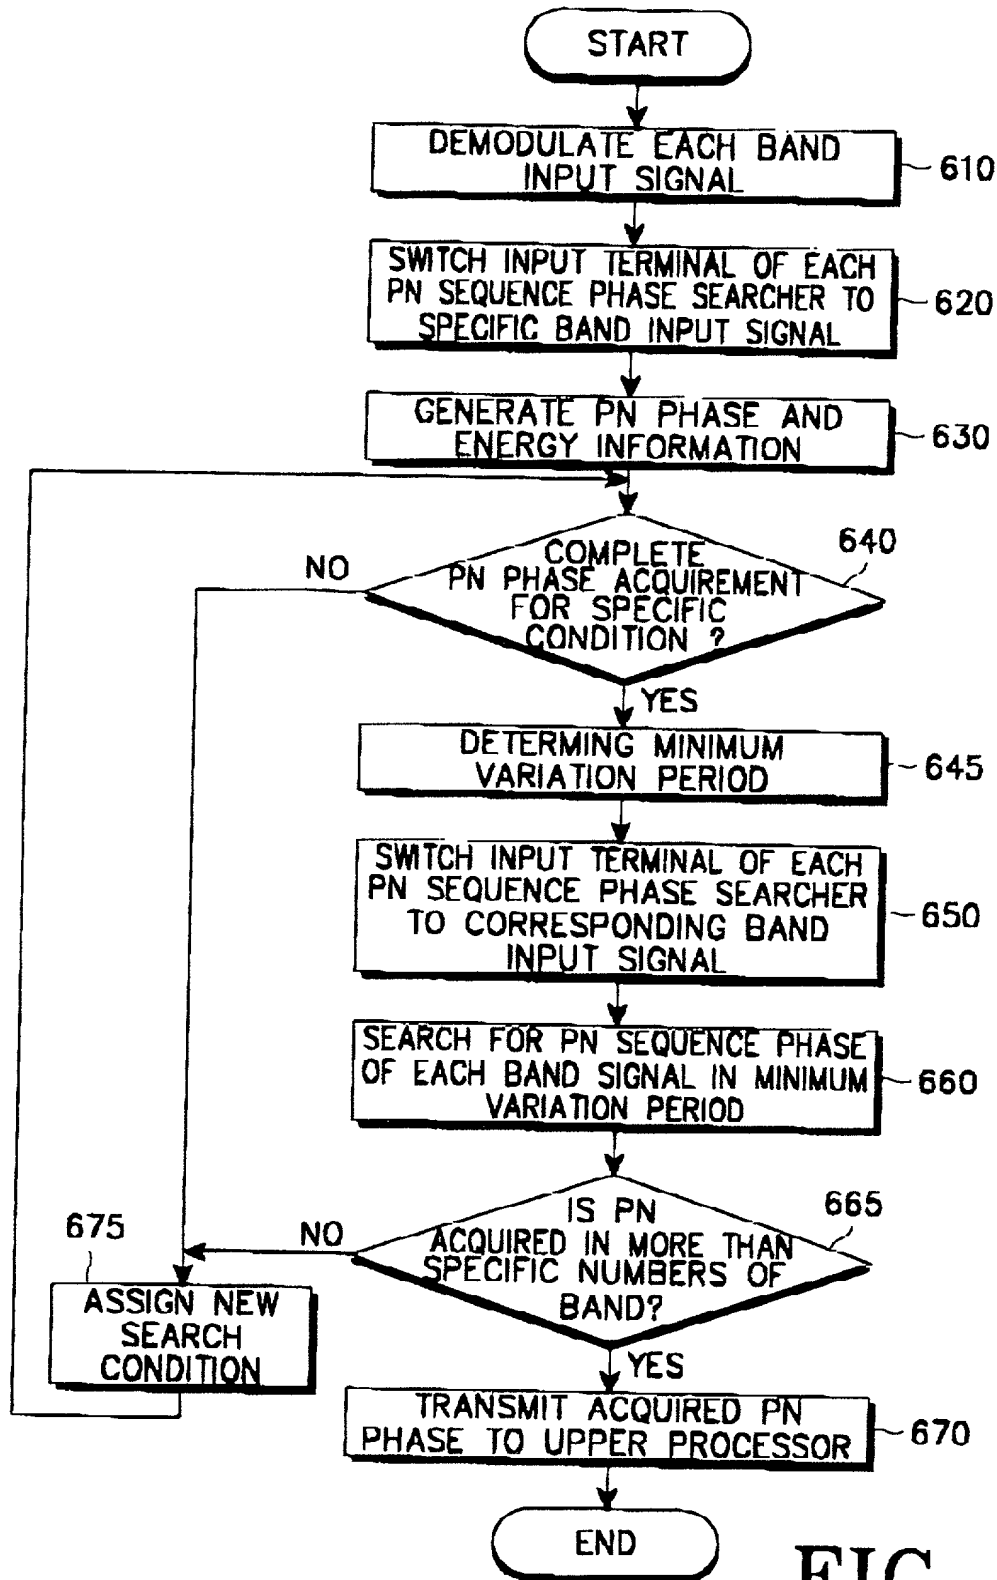 START
DEMODULATE EACH BAND
INPUT SIGNAL
610
SWITCH INPUT TERMINAL OF EACH
PN SEQUENCE PHASE SEARCHER TO
SPECIFIC BAND INPUT SIGNAL
620
GENERATE PN PHASE AND
ENERGY INFORMATION
630
640
NO
COMPLETE
PN PHASE ACQUIREMENT
FOR SPECIFIC
CONDITION ?
YES
DETERMING MINIMUM
VARIATION PERIOD
645
SWITCH INPUT TERMINAL OF EACH
PN SEQUENCE PHASE SEARCHER
TO CORRESPONDING BAND
INPUT SIGNAL
650
SEARCH FOR PN SEQUENCE PHASE
OF EACH BAND SIGNAL IN MINIMUM
VARIATION PERIOD
660
665
NO
IS PN
ACQUIRED IN MORE THAN
SPECIFIC NUMBERS OF
BAND?
675
ASSIGN NEW
SEARCH
CONDITION
YES
TRANSMIT ACQUIRED PN
PHASE TO UPPER PROCESSOR
670
END
FIG